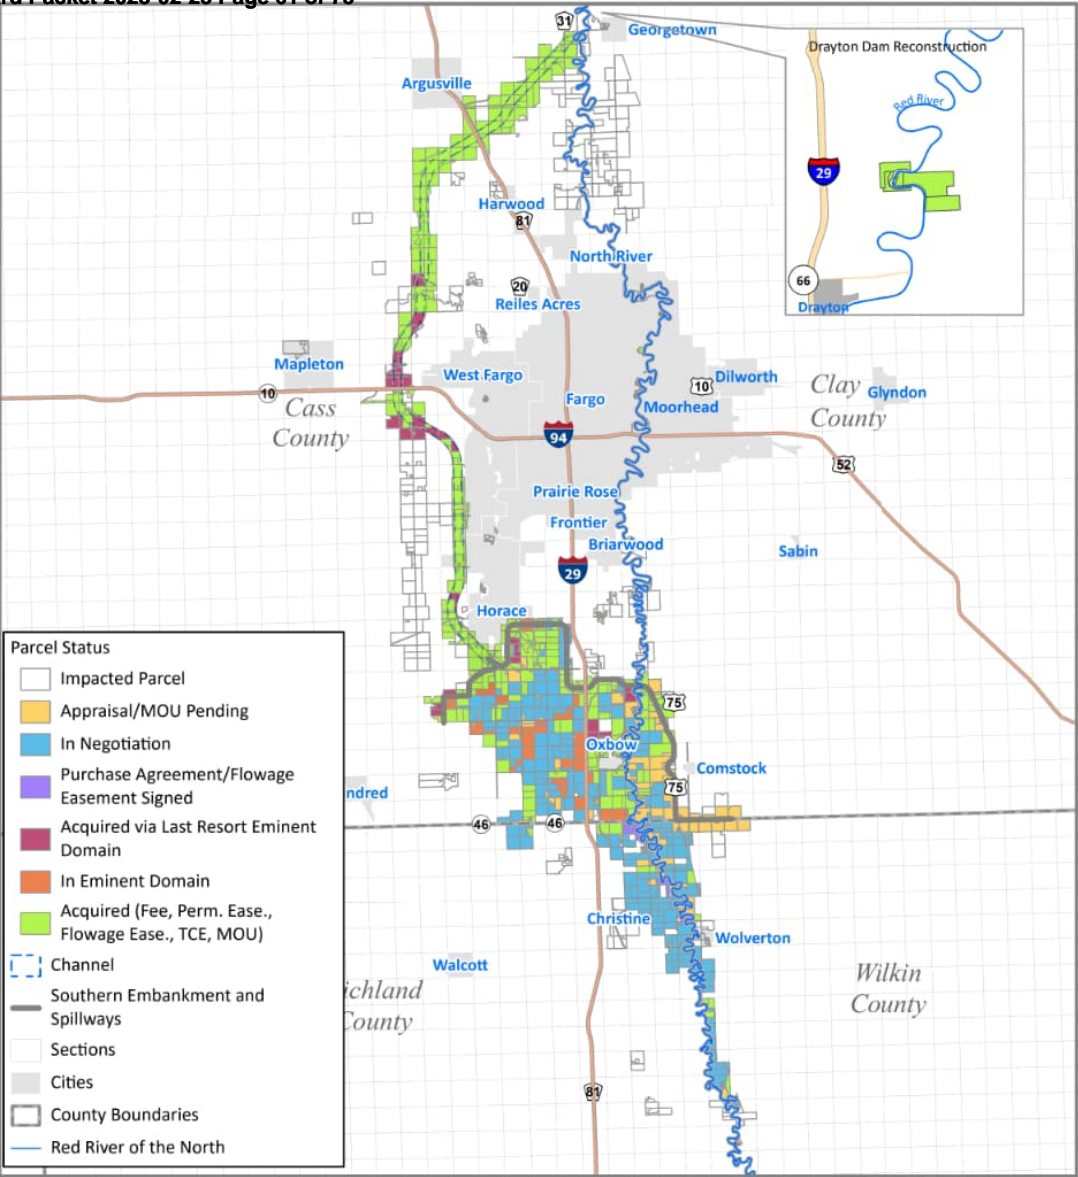 31
Georgetown
Argusville
Harwood
81
North River
20
Reiles Acres
Mapleton
West Fargo
10
Dilworth
10
Cass
County
Fargo
Moorhead
Clay
County
Glyndon
94
52
Prairie Rose
Frontier
Briarwood
Sabin
29
Horace
75
Oxbow
Comstock
75
ndred
46
46
Christine
Wolverton
Walcott
ichland
County
Wilkin
County
81
Drayton Dam Reconstruction
Red River
29
66
Drayton
Parcel Status
Impacted Parcel
Appraisal/MOU Pending
In Negotiation
Purchase Agreement/Flowage
Easement Signed
Acquired via Last Resort Eminent
Domain
In Eminent Domain
Acquired (Fee, Perm. Ease.,
Flowage Ease., TCE, MOU)
Channel
Southern Embankment and
Spillways
Sections
Cities
County Boundaries
Red River of the North